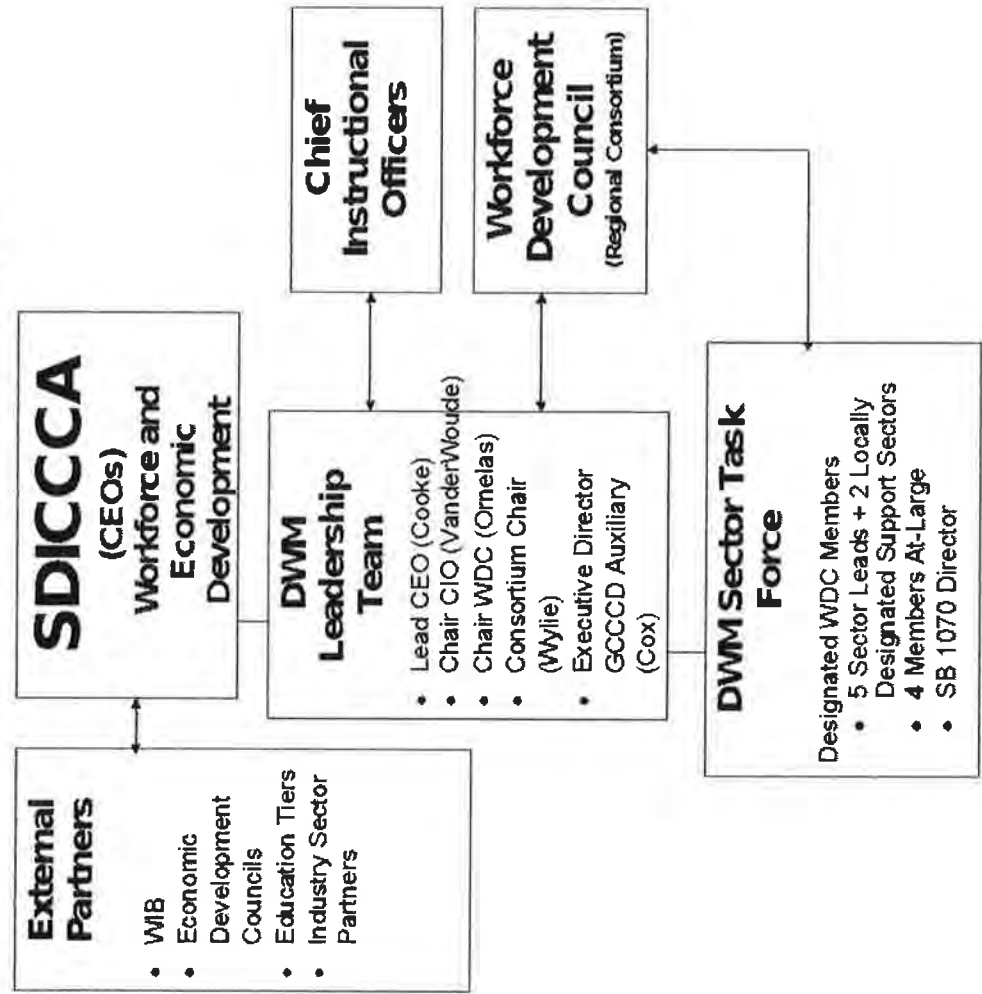 External
Partners
• WIB
• Economic
Development
Councils
• Education Tiers
• Industry Sector
Partners
SDICCCA
(CEOs)
Workforce and
Economic
Development
DWM
Leadership
Team
• Lead CEO (Cooke)
• Chair CIO (VanderWoude)
• Chair WDC (Ornelas)
• Consortium Chair
(Wylie)
• Executive Director
GCCCD Auxiliary
(Cox)
Chief
Instructional
Officers
Workforce
Development
Council
(Regional Consortium)
DWM Sector Task
Force
Designated WDC Members
• 5 Sector Leads + 2 Locally
Designated Support Sectors
• 4 Members At-Large
• SB 1070 Director